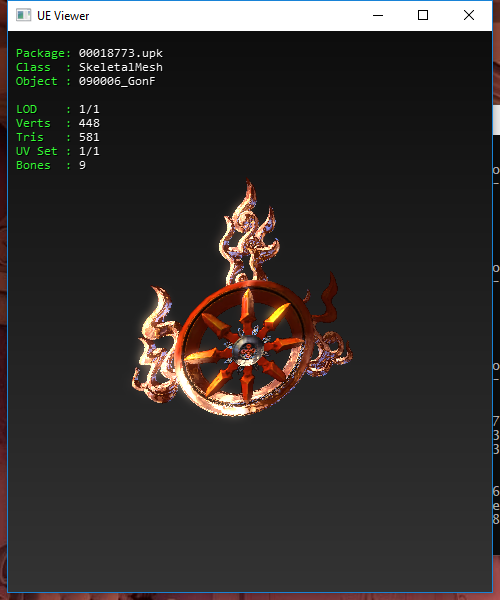 UE Viewer
Package: 00018773.upk
Class : SkeletalMesh
Object : 090006_GonF
LOD : 1/1
Verts : 448
Tris : 581
UV Set : 1/1
Bones : 9